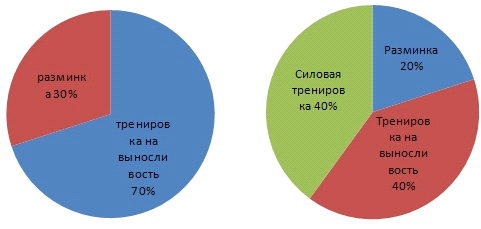 разминк
а 30%
трениров
ка на
выносли
вость
70%
Разминка
20%
Трениров
ка на
выносли
вость
40%
Силовая
трениров
ка 40%